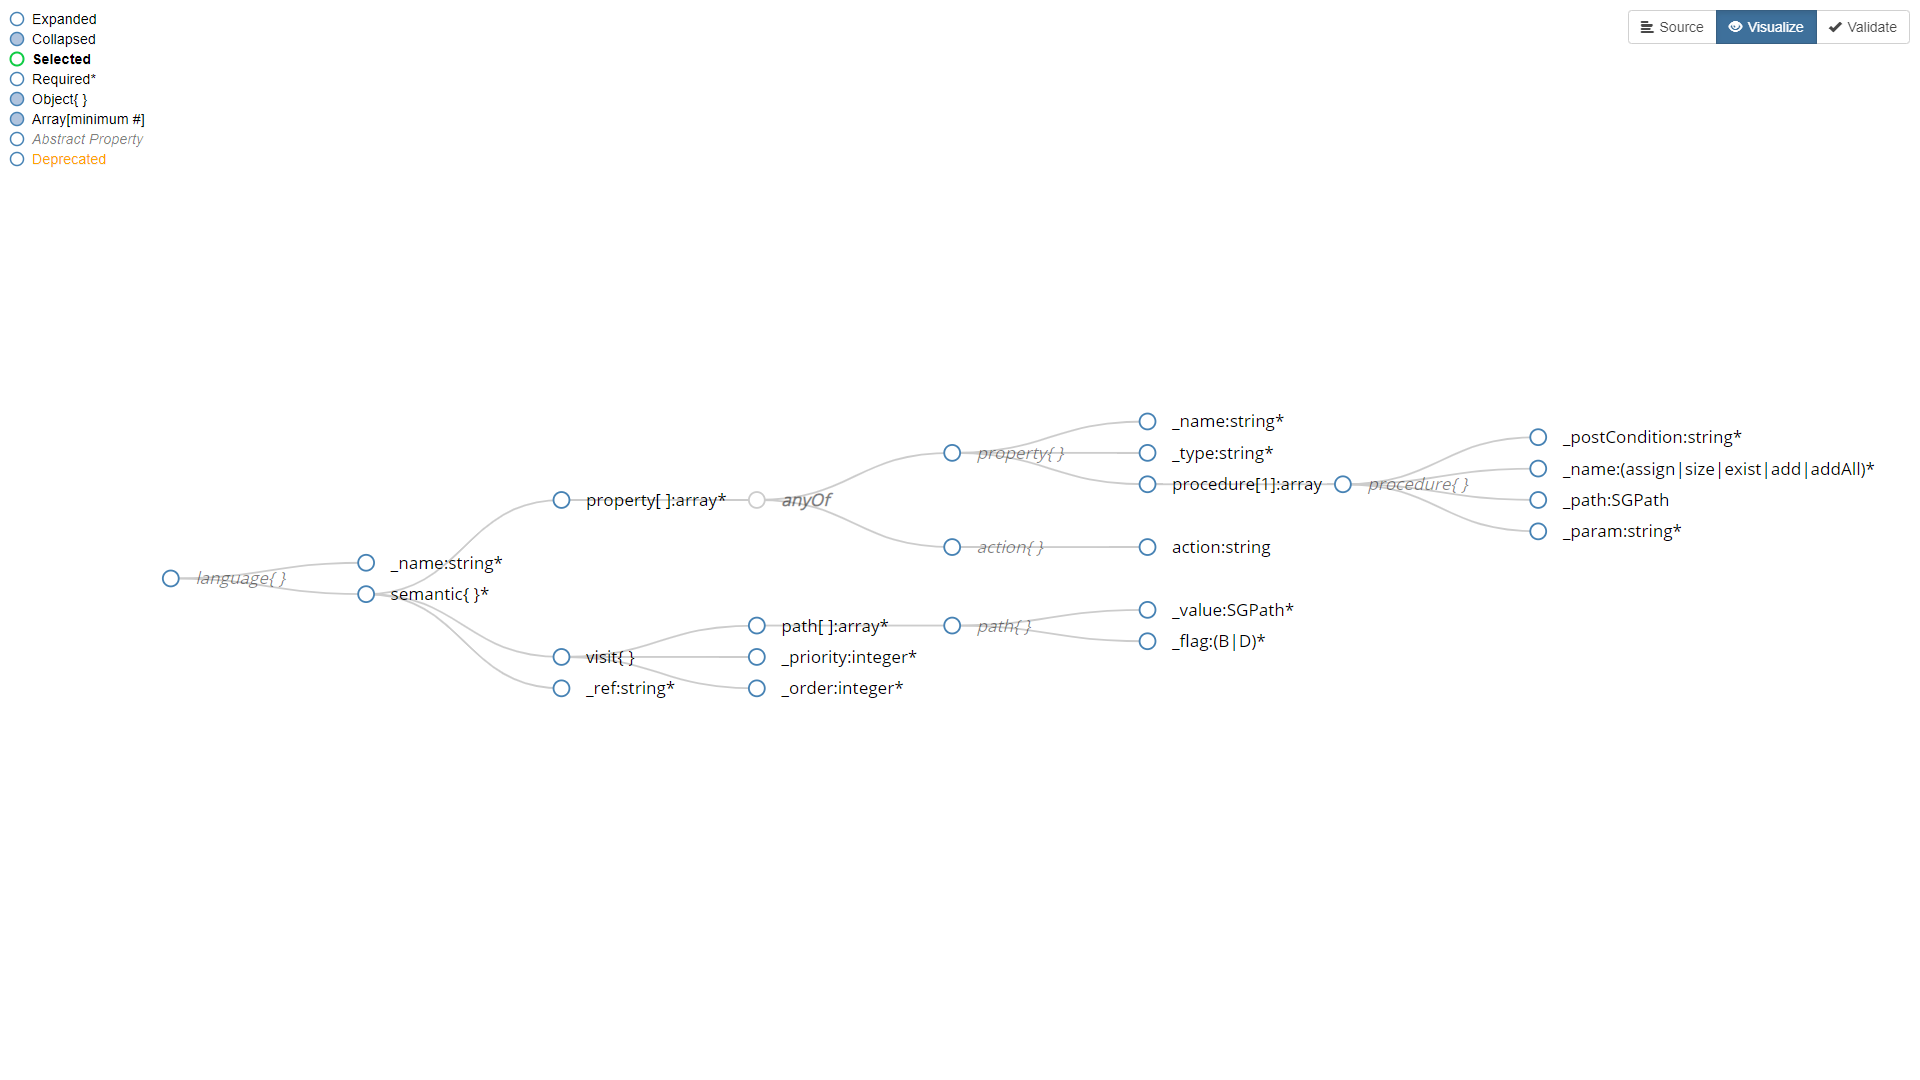 Expanded
Collapsed
Selected
Required*
Object{ }
Array[minimum #]
Abstract Property
Deprecated
Source
Visualize
Validate
language{ }
_name:string*
semantic{ }*
property[ ]:array*
anyOf
property{ }
_name:string*
_type:string*
procedure[1]:array
procedure{ }
_postCondition:string*
_name:(assign|size|exist|add|addAll)*
_path:SGPath
_param:string*
action{ }
action:string
visit{ }
path[ ]:array*
path{ }
_value:SGPath*
_flag:(B|D)*
_priority:integer*
_order:integer*
_ref:string*